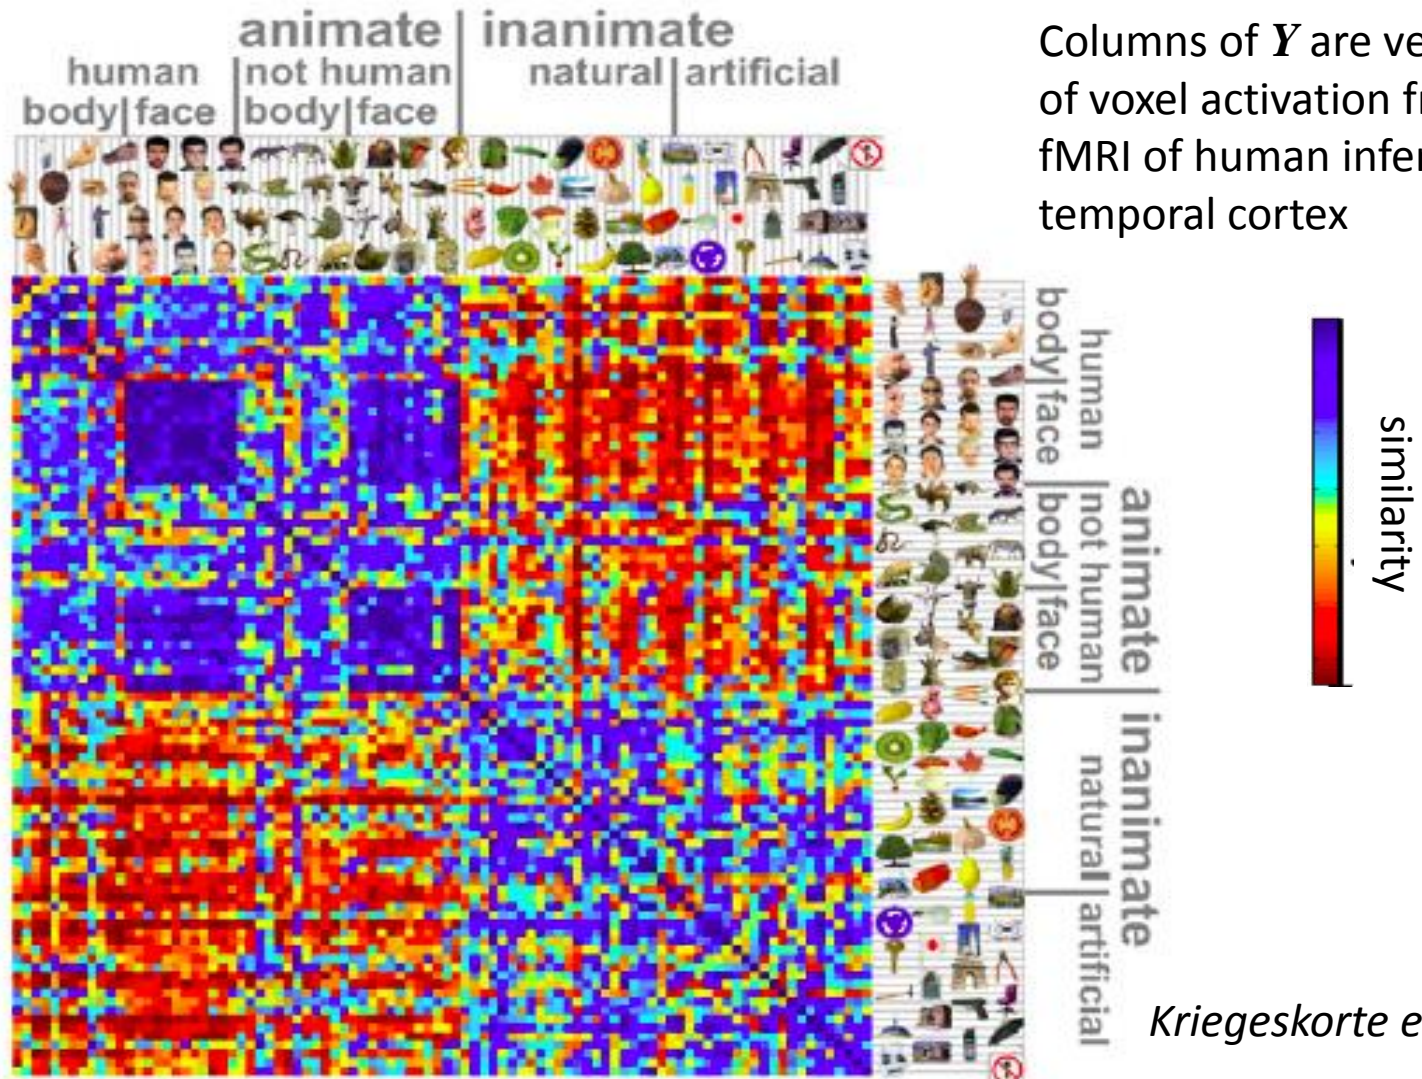 animate inanimate
human not human natural artificial
body face body face
Columns of Y are ve
of voxel activation fr
fMRI of human infer
temporal cortex
human
body face
animate
not human
body face
inanimate
natural artificial
similarity
Kriegeskorte e